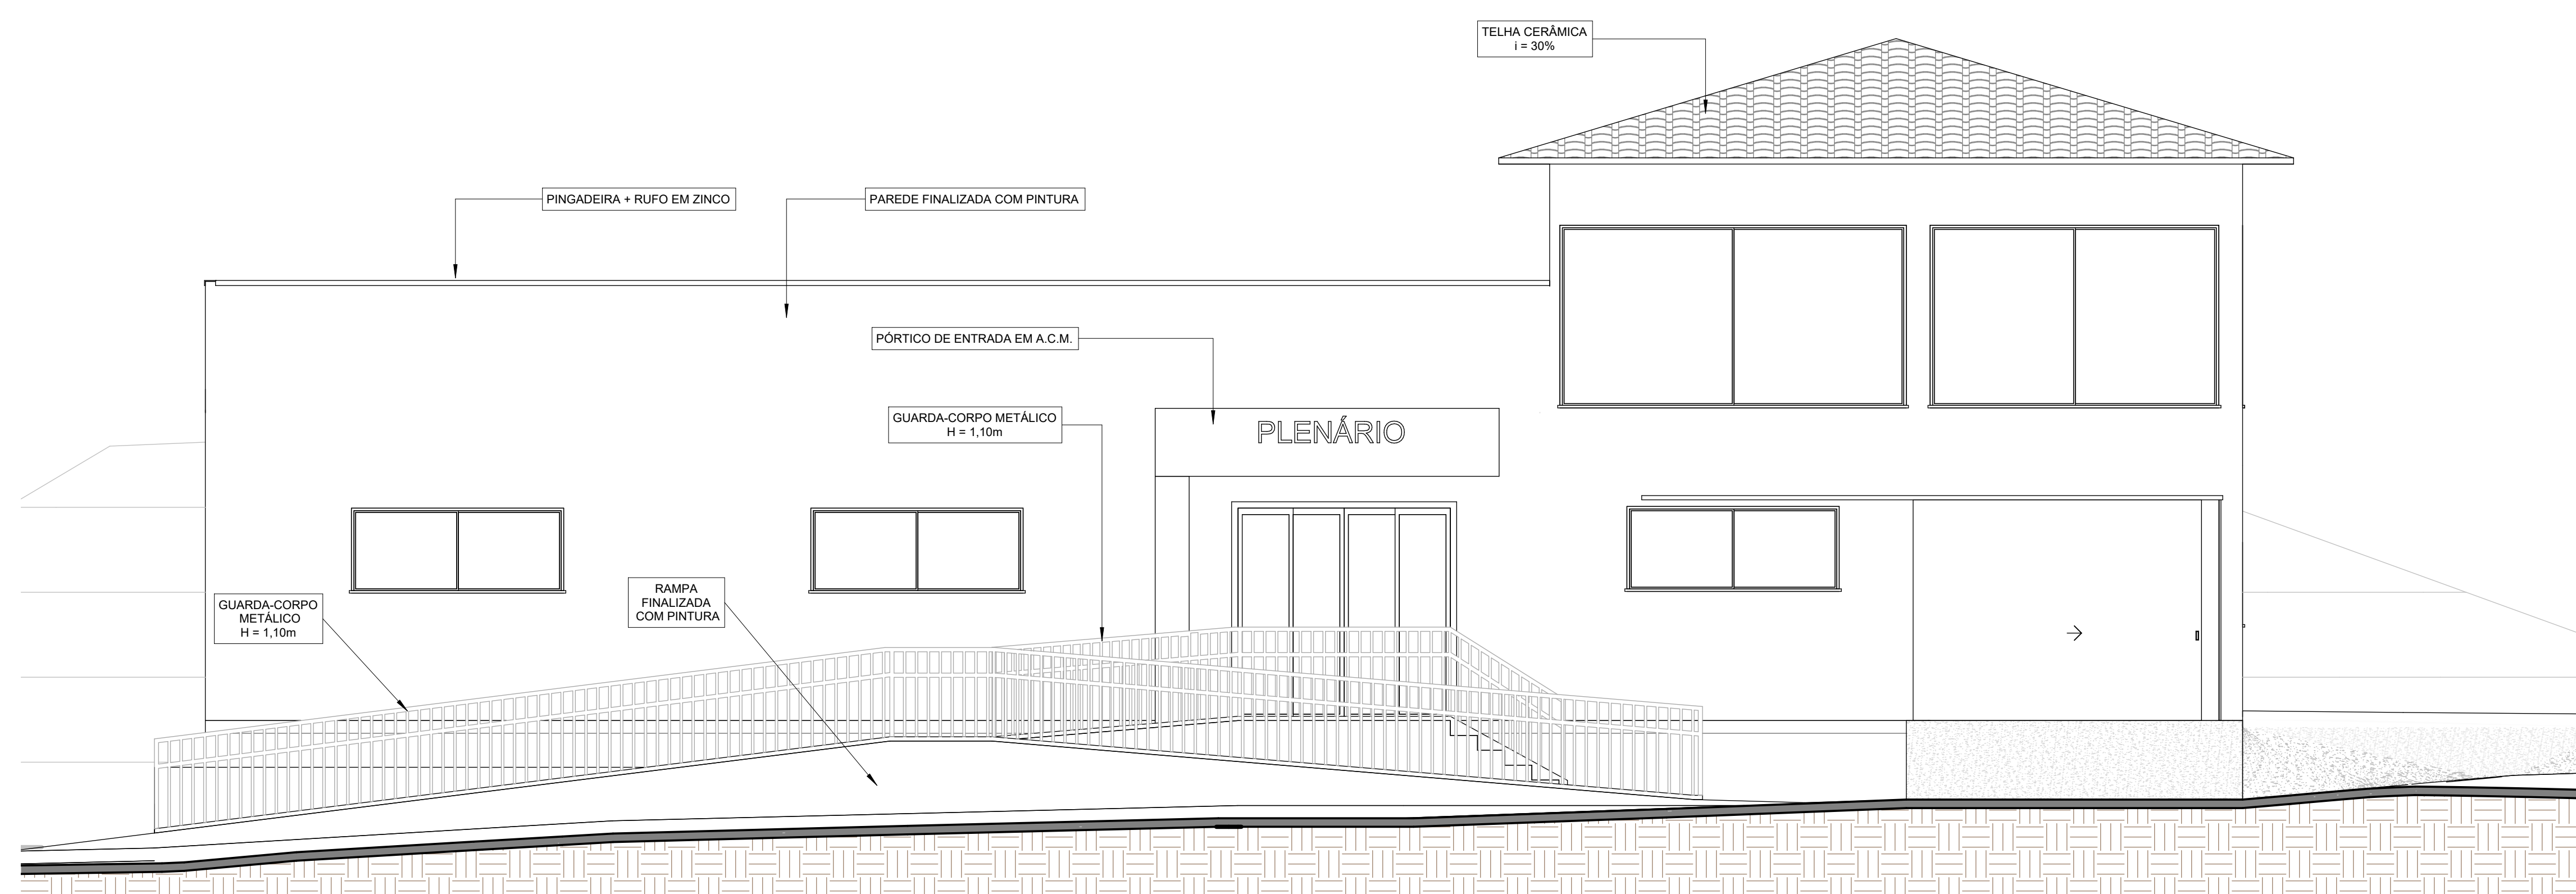 TELHA CERÂMICA
i = 30%
PINGADEIRA + RUFO EM ZINCO
PAREDE FINALIZADA COM PINTURA
PÓRTICO DE ENTRADA EM A.C.M.
GUARDA-CORPO METÁLICO
H = 1,10m
PLENÁRIO
RAMPA
FINALIZADA
COM PINTURA
GUARDA-CORPO
METÁLICO
H = 1,10m